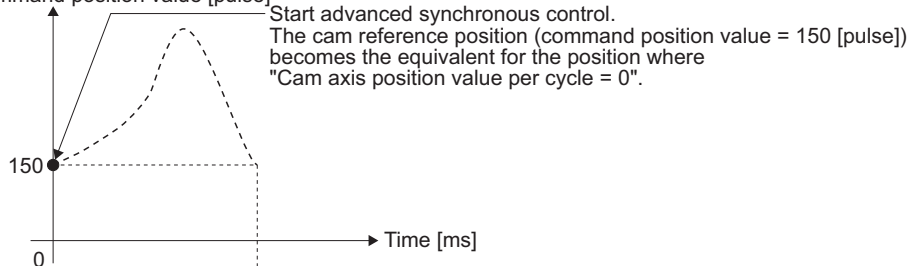 mmand position value [pulse]
Start advanced synchronous control.
The cam reference position (command position value = 150 [pulse])
becomes the equivalent for the position where
"Cam axis position value per cycle = 0".
150
Time [ms]
0